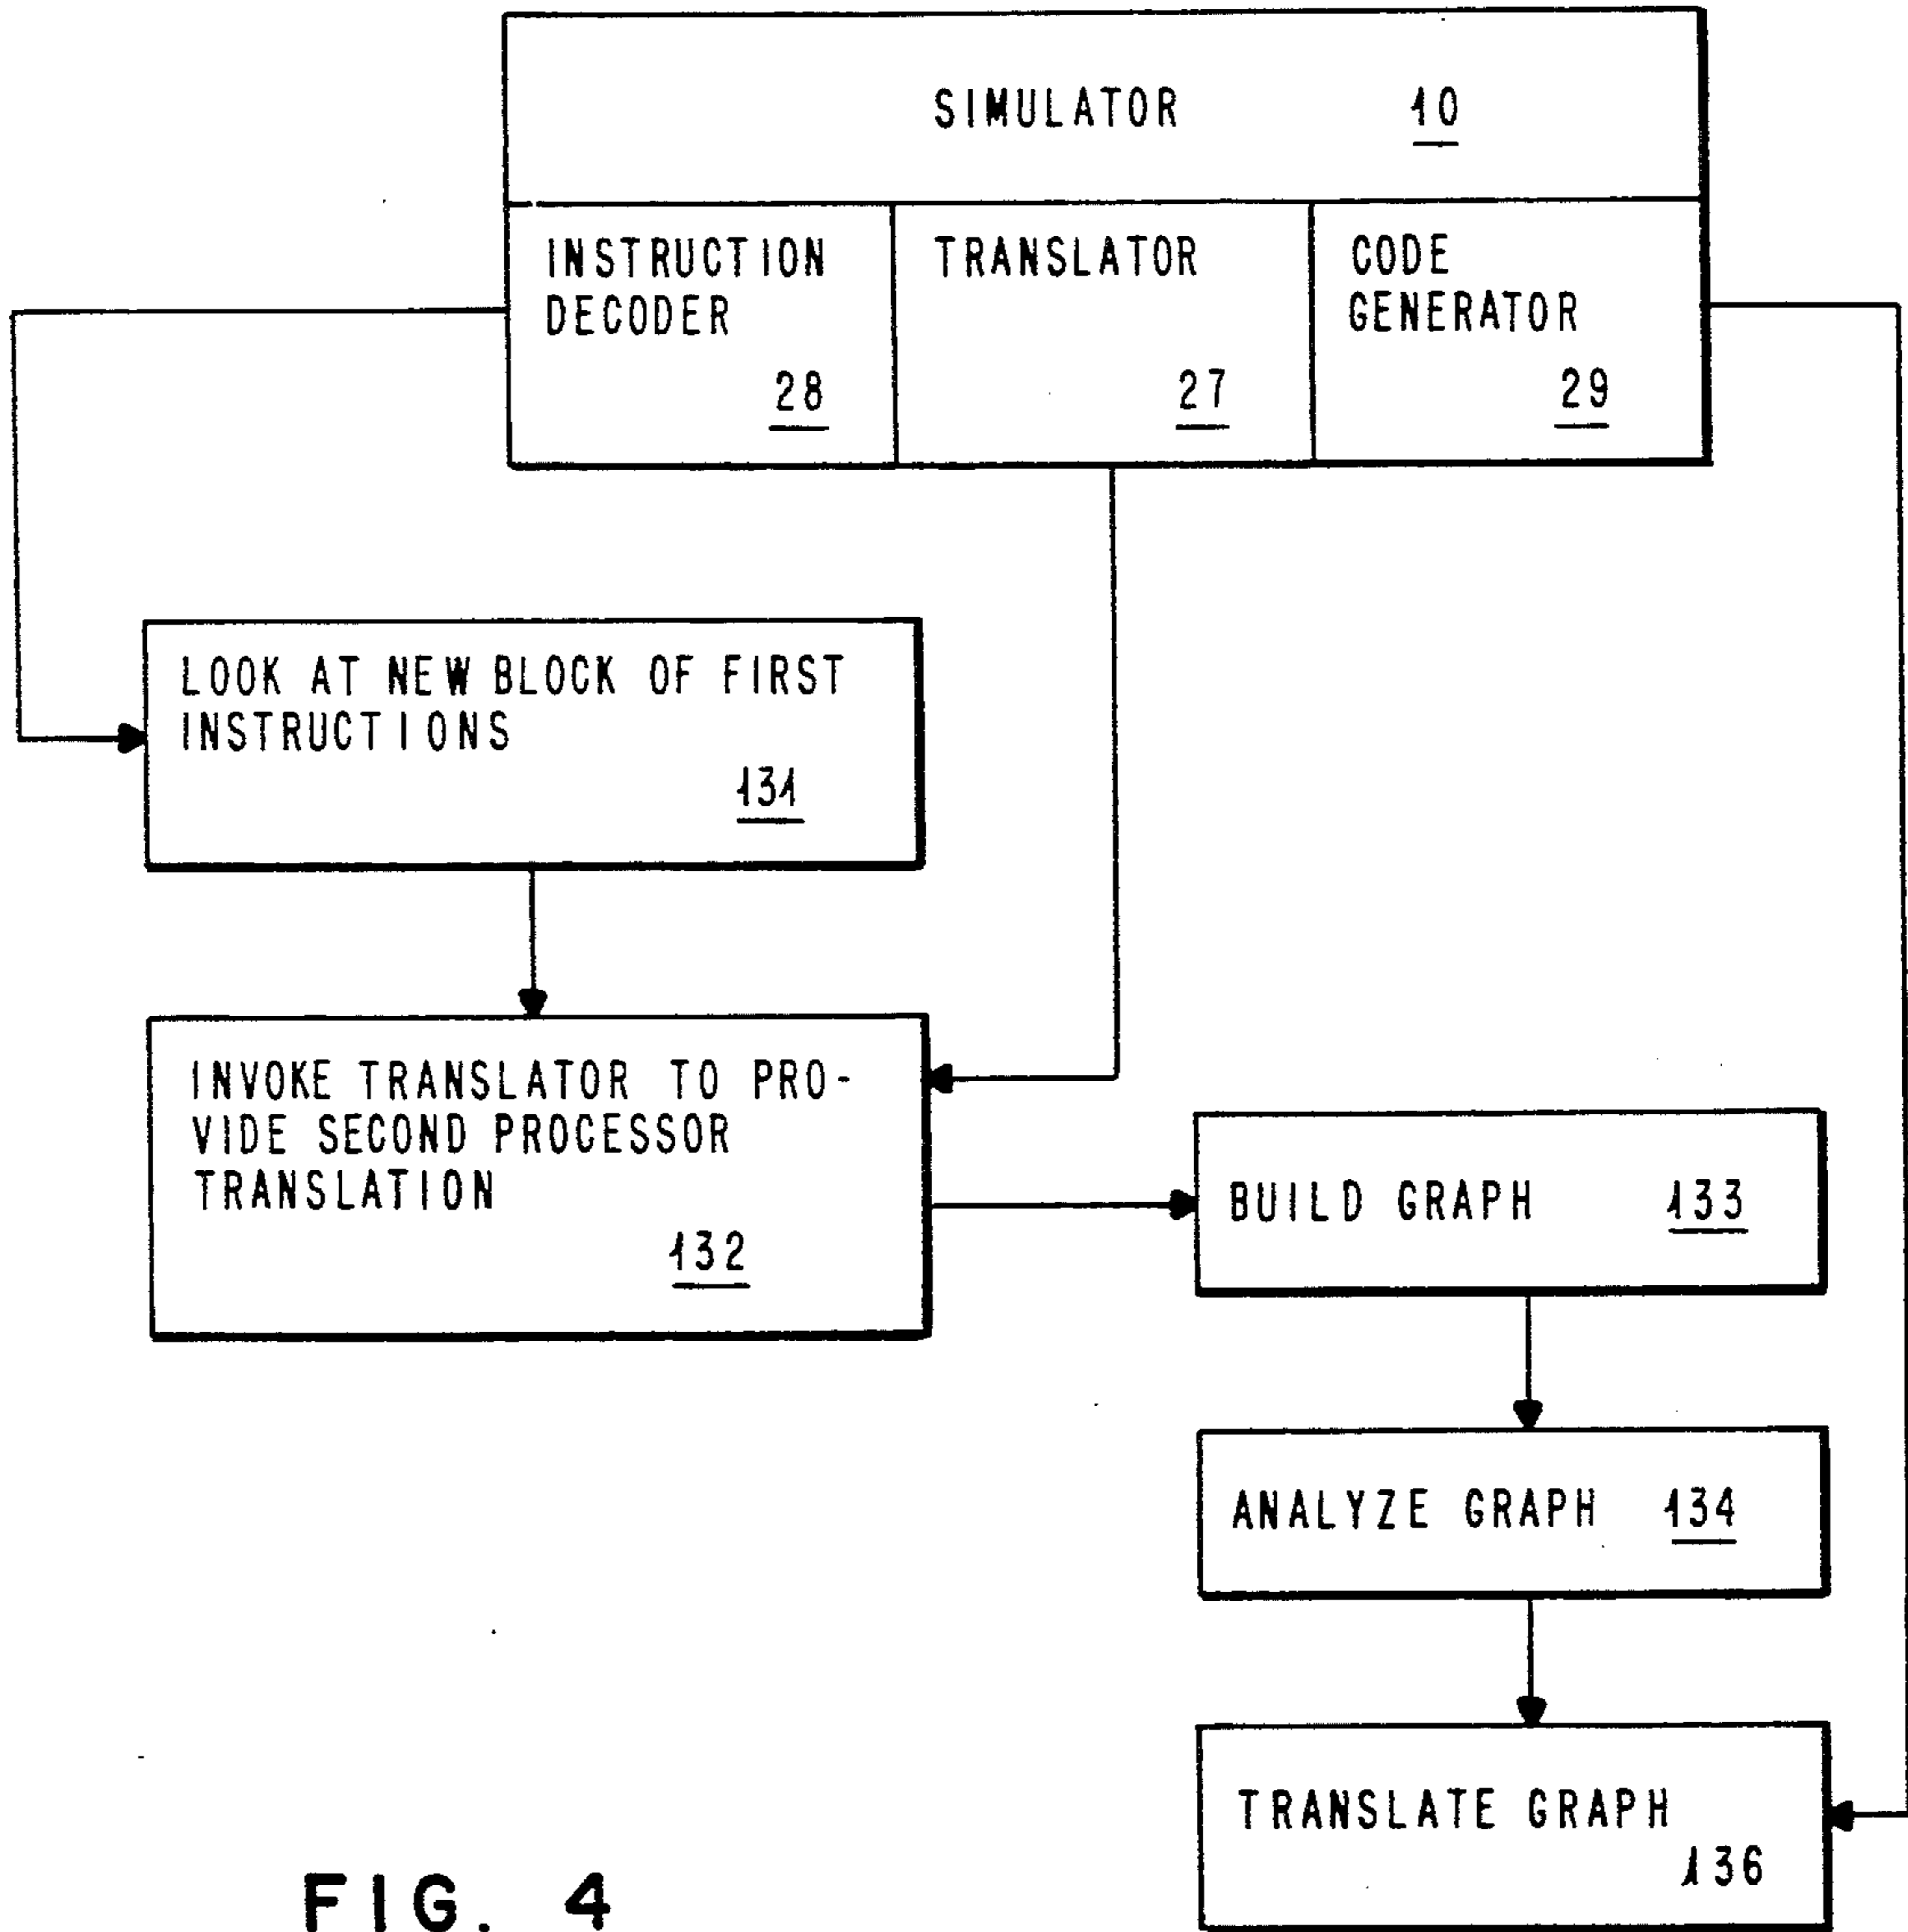 SIMULATOR 10
INSTRUCTION
DECODER
28
TRANSLATOR
27
CODE
GENERATOR
29
LOOK AT NEW BLOCK OF FIRST
INSTRUCTIONS
131
INVOKE TRANSLATOR TO PRO-
VIDE SECOND PROCESSOR
TRANSLATION
132
BUILD GRAPH 133
ANALYZE GRAPH 134
TRANSLATE GRAPH
136
FIG. 4